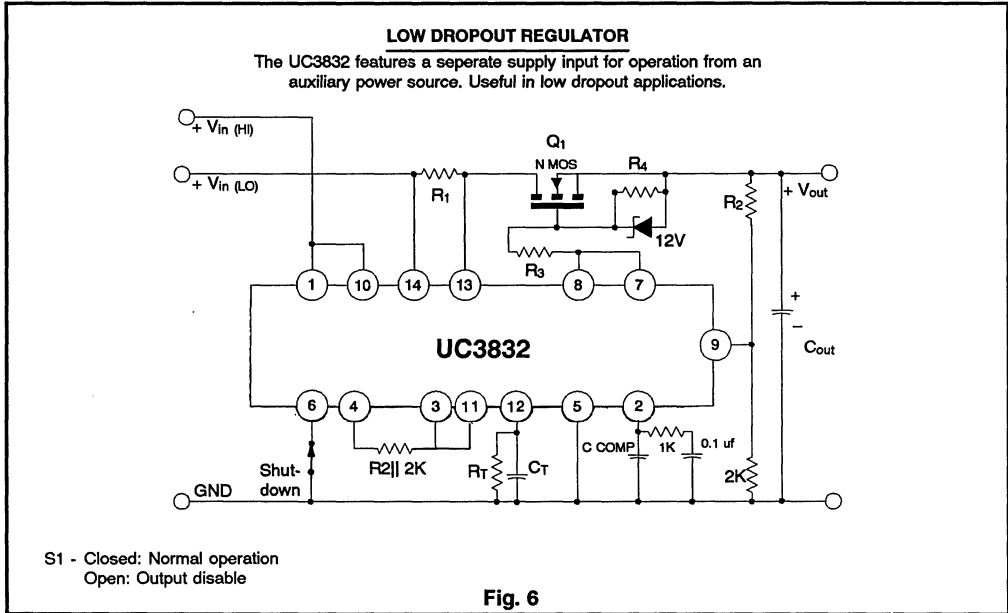 LOW DROPOUT REGULATOR
The UC3832 features a seperate supply input for operation from an
auxiliary power source. Useful in low dropout applications.
+ Vin (HI)
+ Vin (LO)
R1
Q1
N MOS
R4
12V
R3
R2
+ Vout
1
10
14
13
8
7
UC3832
9
+
–
Cout
6
4
3
11
12
5
2
Shut-
down
R2|| 2K
RT
CT
C COMP
1K
0.1 uf
2K
GND
S1 - Closed: Normal operation
Open: Output disable
Fig. 6